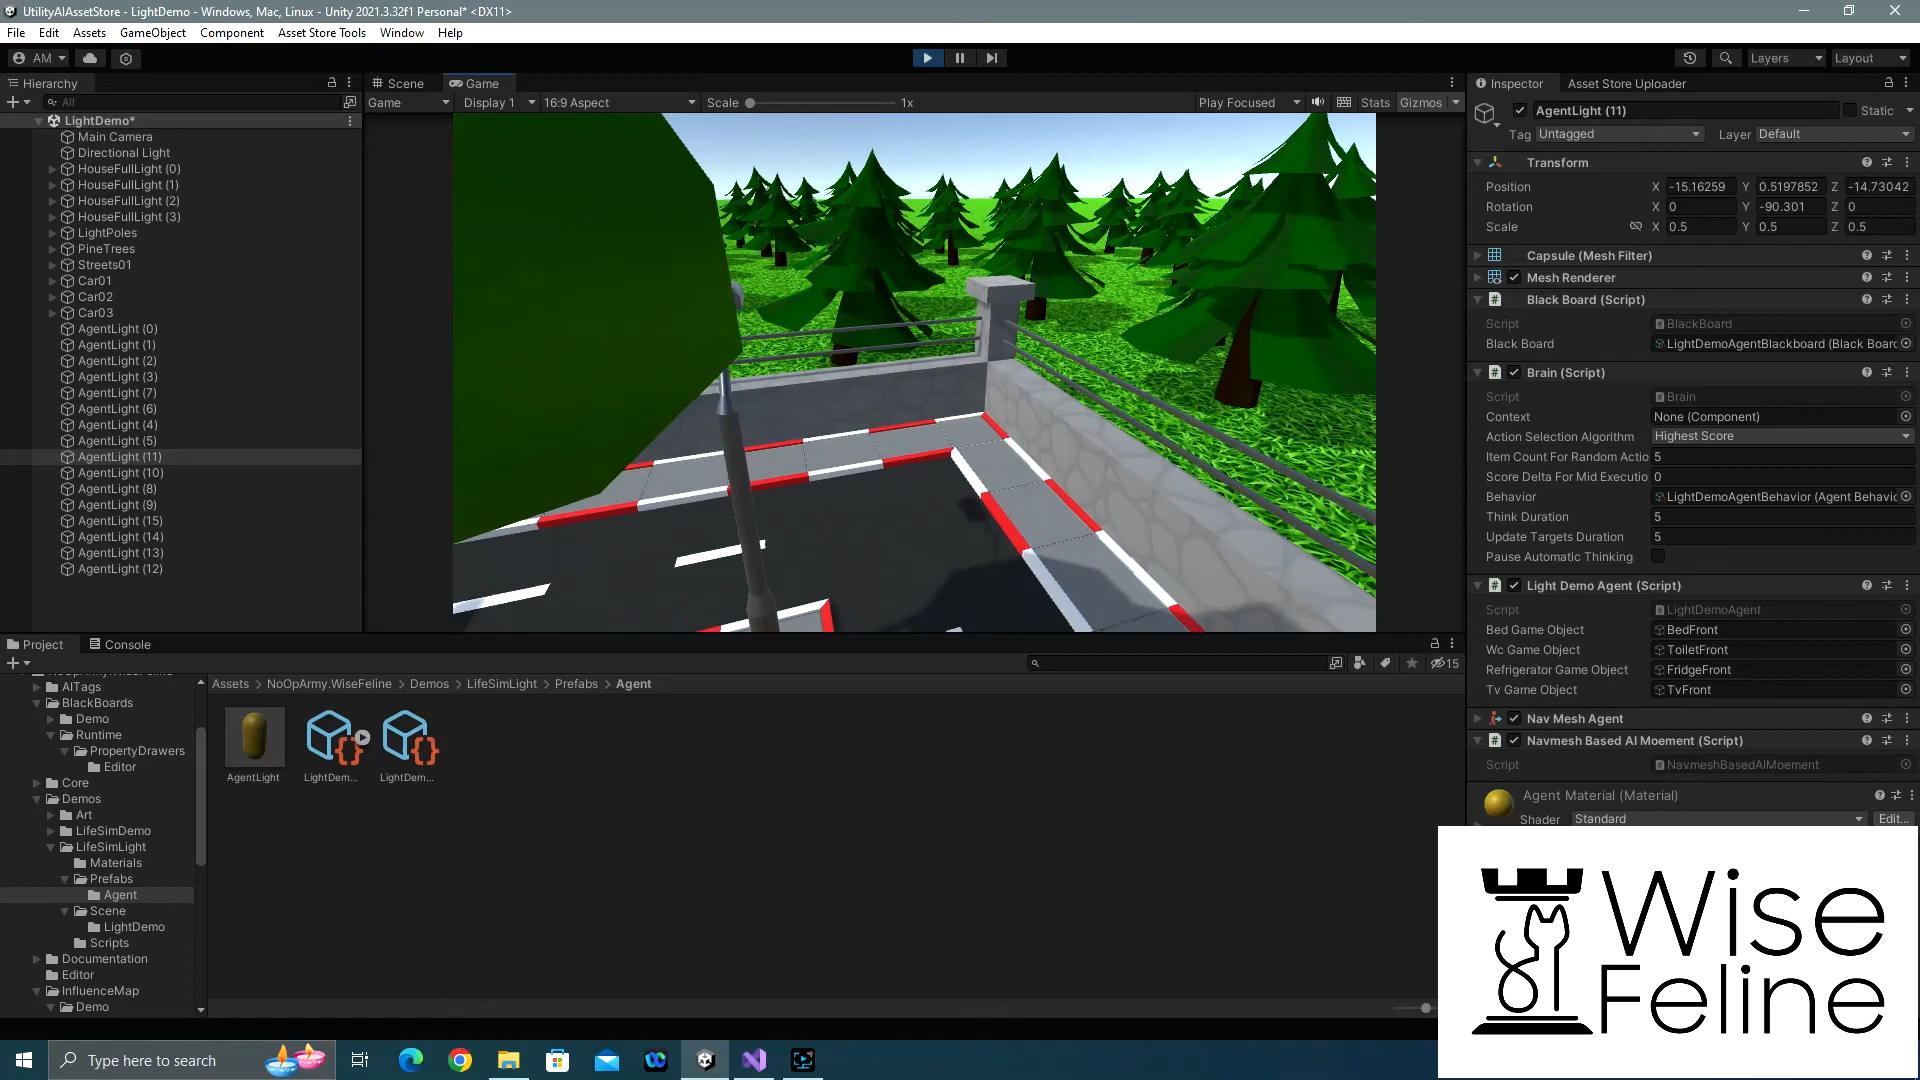 UtilityAIAssetStore - LightDemo - Windows, Mac, Linux - Unity 2021.3.32f1 Personal* <DX11>
File Edit Assets GameObject Component Asset Store Tools Window Help
AM Layers Layout
Hierarchy
All
LightDemo*
Main Camera
Directional Light
HouseFullLight (0)
HouseFullLight (1)
HouseFullLight (2)
HouseFullLight (3)
LightPoles
PineTrees
Streets01
Car01
Car02
Car03
AgentLight (0)
AgentLight (1)
AgentLight (2)
AgentLight (3)
AgentLight (7)
AgentLight (6)
AgentLight (4)
AgentLight (5)
AgentLight (11)
AgentLight (10)
AgentLight (8)
AgentLight (9)
AgentLight (15)
AgentLight (14)
AgentLight (13)
AgentLight (12)
Scene Game
Game Display 1 16:9 Aspect Scale 1x Play Focused Stats Gizmos
Inspector Asset Store Uploader
AgentLight (11) Static
Tag Untagged Layer Default
Transform
Position X -15.16259 Y 0.5197852 Z -14.73042
Rotation X 0 Y -90.301 Z 0
Scale X 0.5 Y 0.5 Z 0.5
Capsule (Mesh Filter)
Mesh Renderer
Black Board (Script)
Script BlackBoard
Black Board LightDemoAgentBlackboard (Black Board
Brain (Script)
Script Brain
Context None (Component)
Action Selection Algorithm Highest Score
Item Count For Random Actio 5
Score Delta For Mid Executio 0
Behavior LightDemoAgentBehavior (Agent Behavio
Think Duration 5
Update Targets Duration 5
Pause Automatic Thinking
Light Demo Agent (Script)
Script LightDemoAgent
Bed Game Object BedFront
Wc Game Object ToiletFront
Refrigerator Game Object FridgeFront
Tv Game Object TvFront
Nav Mesh Agent
Navmesh Based AI Moement (Script)
Script NavmeshBasedAIMoement
Agent Material (Material)
Shader Standard Edit...
Project Console
15
AITags
BlackBoards
Demo
Runtime
PropertyDrawers
Editor
Core
Demos
Art
LifeSimDemo
LifeSimLight
Materials
Prefabs
Agent
Scene
LightDemo
Scripts
Documentation
Editor
InfluenceMap
Demo
Assets > NoOpArmy.WiseFeline > Demos > LifeSimLight > Prefabs > Agent
AgentLight LightDem... LightDem...
Wise
Feline
Type here to search